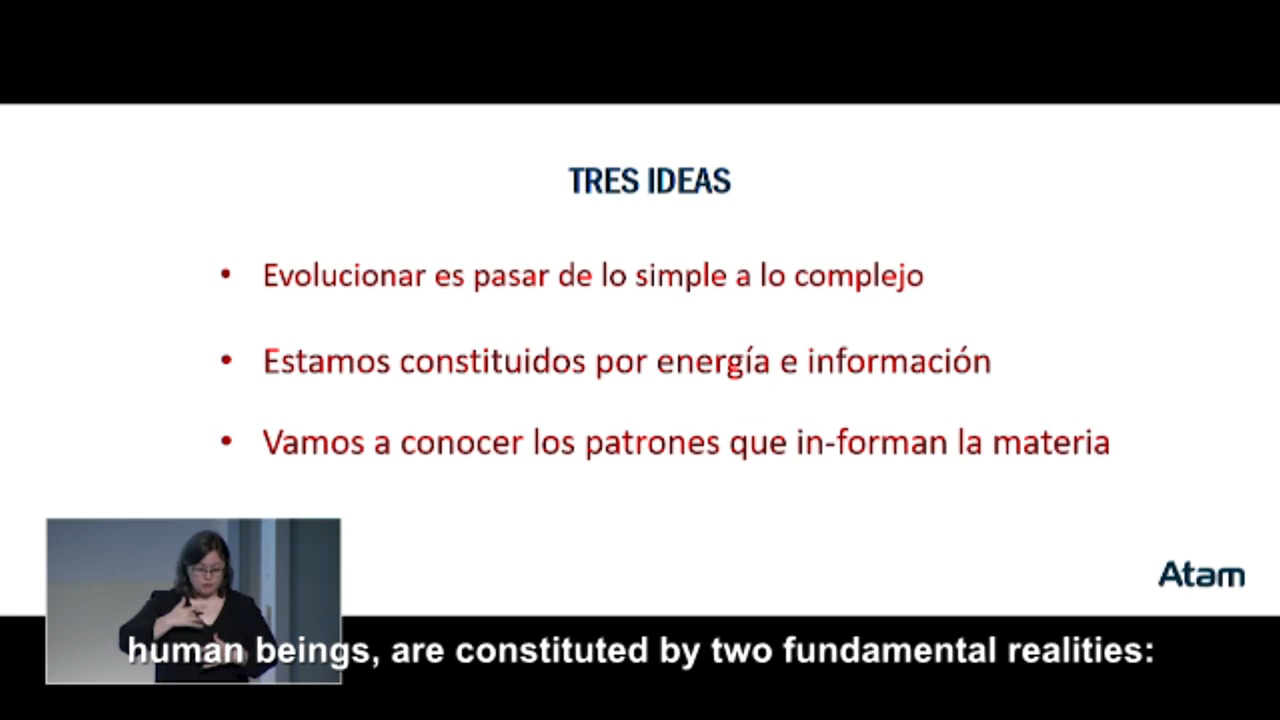 TRES IDEAS
• Evolucionar es pasar de lo simple a lo complejo
• Estamos constituidos por energía e información
• Vamos a conocer los patrones que in-forman la materia
Atam
human beings, are constituted by two fundamental realities: